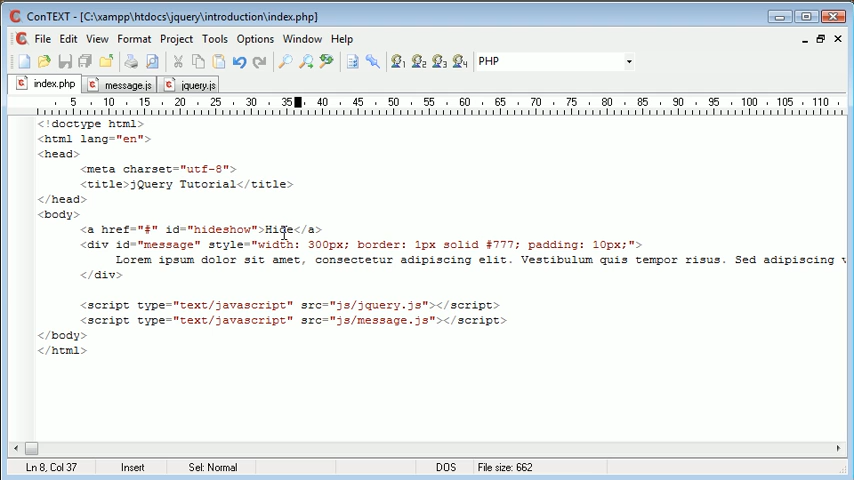 ConTEXT - [C:\xampp\htdocs\jquery\introduction\index.php]
File Edit View Format Project Tools Options Window Help
1 2 3 4 PHP
index.php message.js jquery.js
5 10 15 20 25 30 35 40 45 50 55 60 65 70 75 80 85 90 95 100 105 110
<!doctype html>
<html lang="en">
<head>
<meta charset="utf-8">
<title>jQuery Tutorial</title>
</head>
<body>
<a href="#" id="hideshow">Hide</a>
<div id="message" style="width: 300px; border: 1px solid #777; padding: 10px;">
Lorem ipsum dolor sit amet, consectetur adipiscing elit. Vestibulum quis tempor risus. Sed adipiscing v
</div>
<script type="text/javascript" src="js/jquery.js"></script>
<script type="text/javascript" src="js/message.js"></script>
</body>
</html>
Ln 8, Col 37 Insert Sel: Normal DOS File size: 662